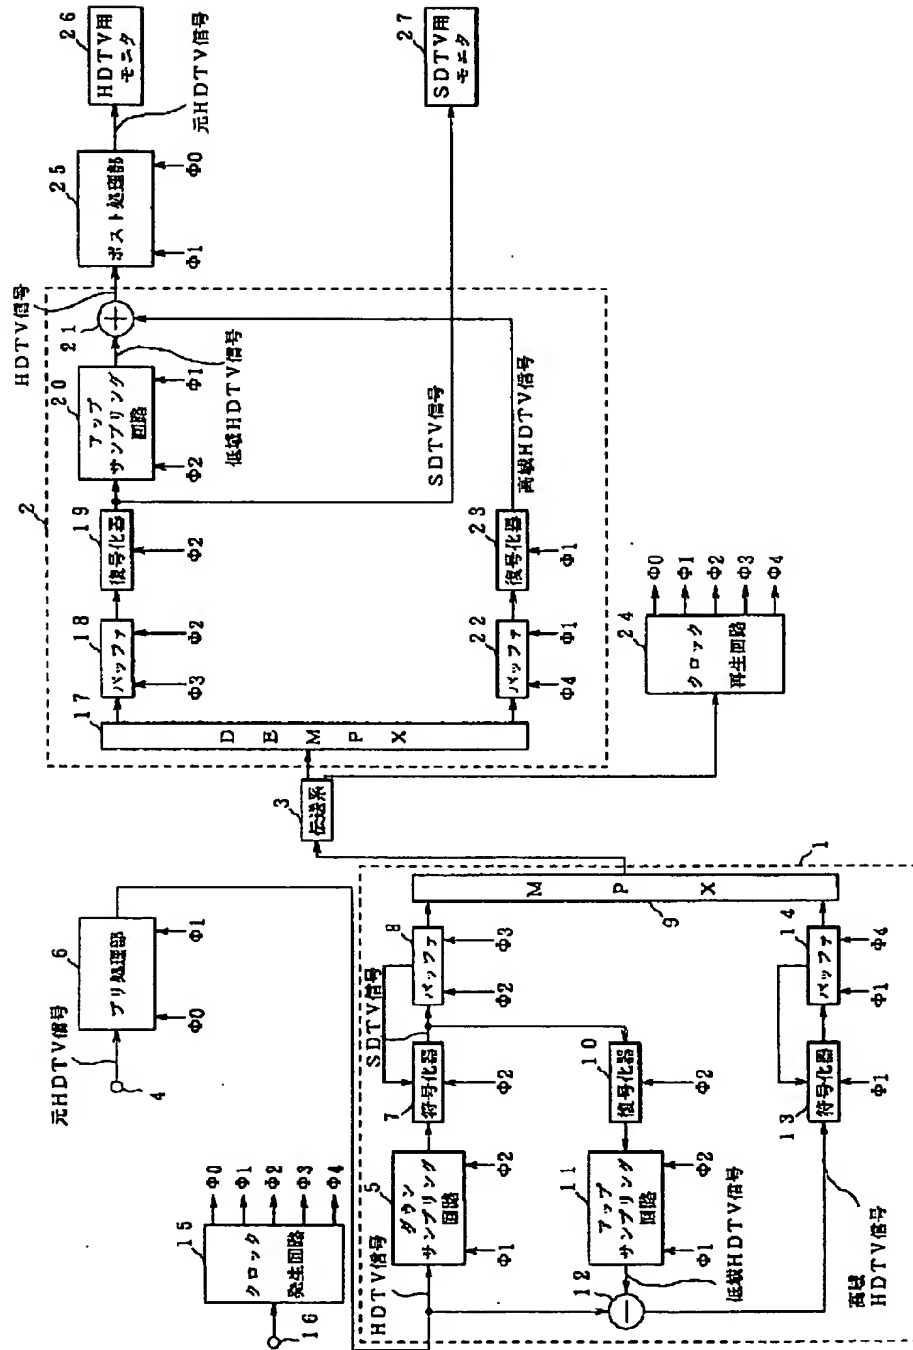 元HDTV信号
4
6
プリ処理部
Φ0
Φ1
16
15
クロック
発生回路
Φ0
Φ1
Φ2
Φ3
Φ4
1
HDTV信号
5
ダウン
サンプリング
回路
Φ1
Φ2
7
符号化器
Φ2
SDTV信号
8
バッファ
Φ2
Φ3
MPX
9
10
復号化器
Φ2
11
アップ
サンプリング
回路
Φ1
Φ2
12
低域HDTV信号
高域
HDTV信号
13
符号化器
Φ1
14
バッファ
Φ1
Φ4
3
伝送系
2
17
DEMPX
18
バッファ
Φ3
Φ2
19
復号化器
Φ2
20
アップ
サンプリング
回路
Φ2
Φ1
低域HDTV信号
21
HDTV信号
22
バッファ
Φ4
Φ1
23
復号化器
Φ1
高域HDTV信号
SDTV信号
24
クロック
再生回路
Φ0
Φ1
Φ2
Φ3
Φ4
25
ポスト処理部
Φ1
Φ0
元HDTV信号
26
HDTV用
モニタ
27
SDTV用
モニタ